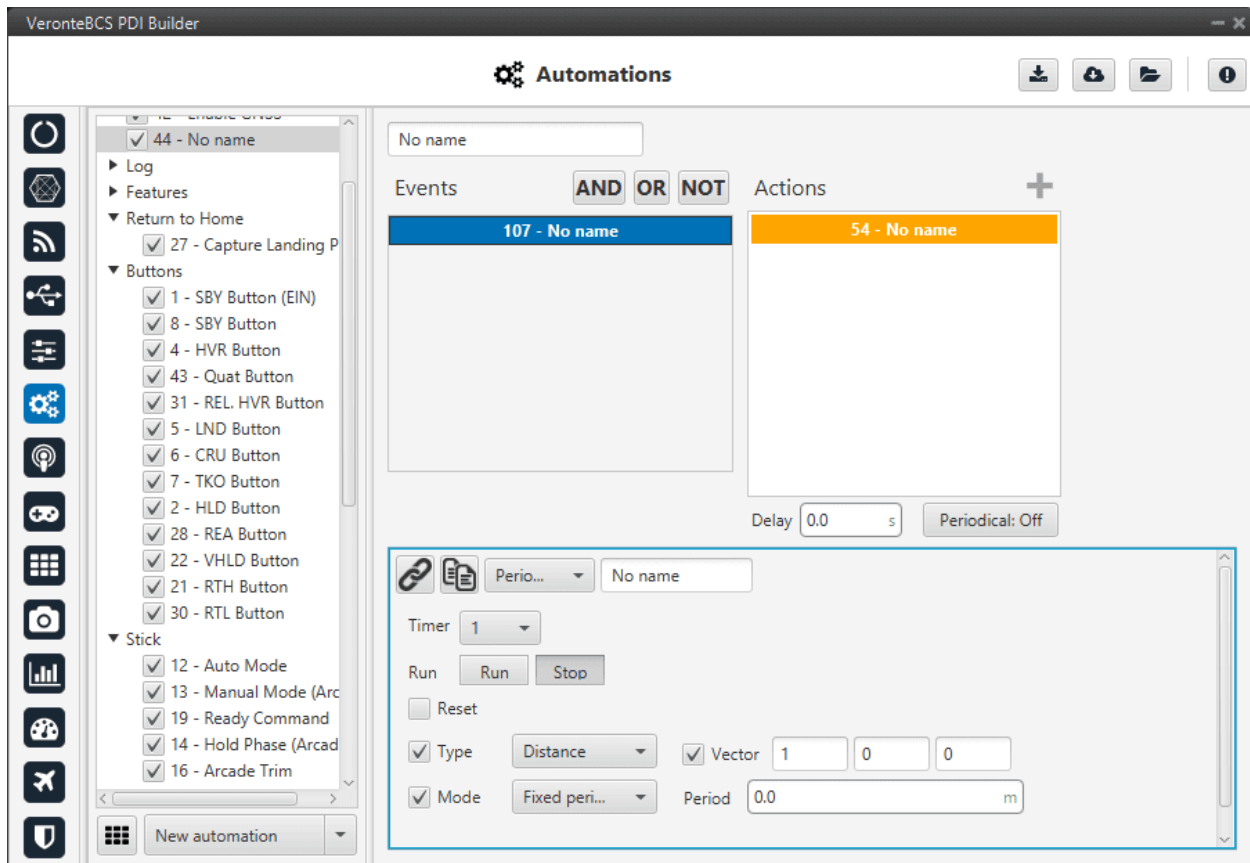 VeronteBCS PDI Builder
Automations
44 - No name
Log
Features
Return to Home
27 - Capture Landing P
Buttons
1 - SBY Button (EIN)
8 - SBY Button
4 - HVR Button
43 - Quat Button
31 - REL. HVR Button
5 - LND Button
6 - CRU Button
7 - TKO Button
2 - HLD Button
28 - REA Button
22 - VHLD Button
21 - RTH Button
30 - RTL Button
Stick
12 - Auto Mode
13 - Manual Mode (Arc
19 - Ready Command
14 - Hold Phase (Arcad
16 - Arcade Trim
New automation
No name
Events AND OR NOT
107 - No name
Actions
54 - No name
Delay 0.0 s Periodical: Off
Perio... No name
Timer 1
Run Run Stop
Reset
Type Distance Vector 1 0 0
Mode Fixed peri... Period 0.0 m